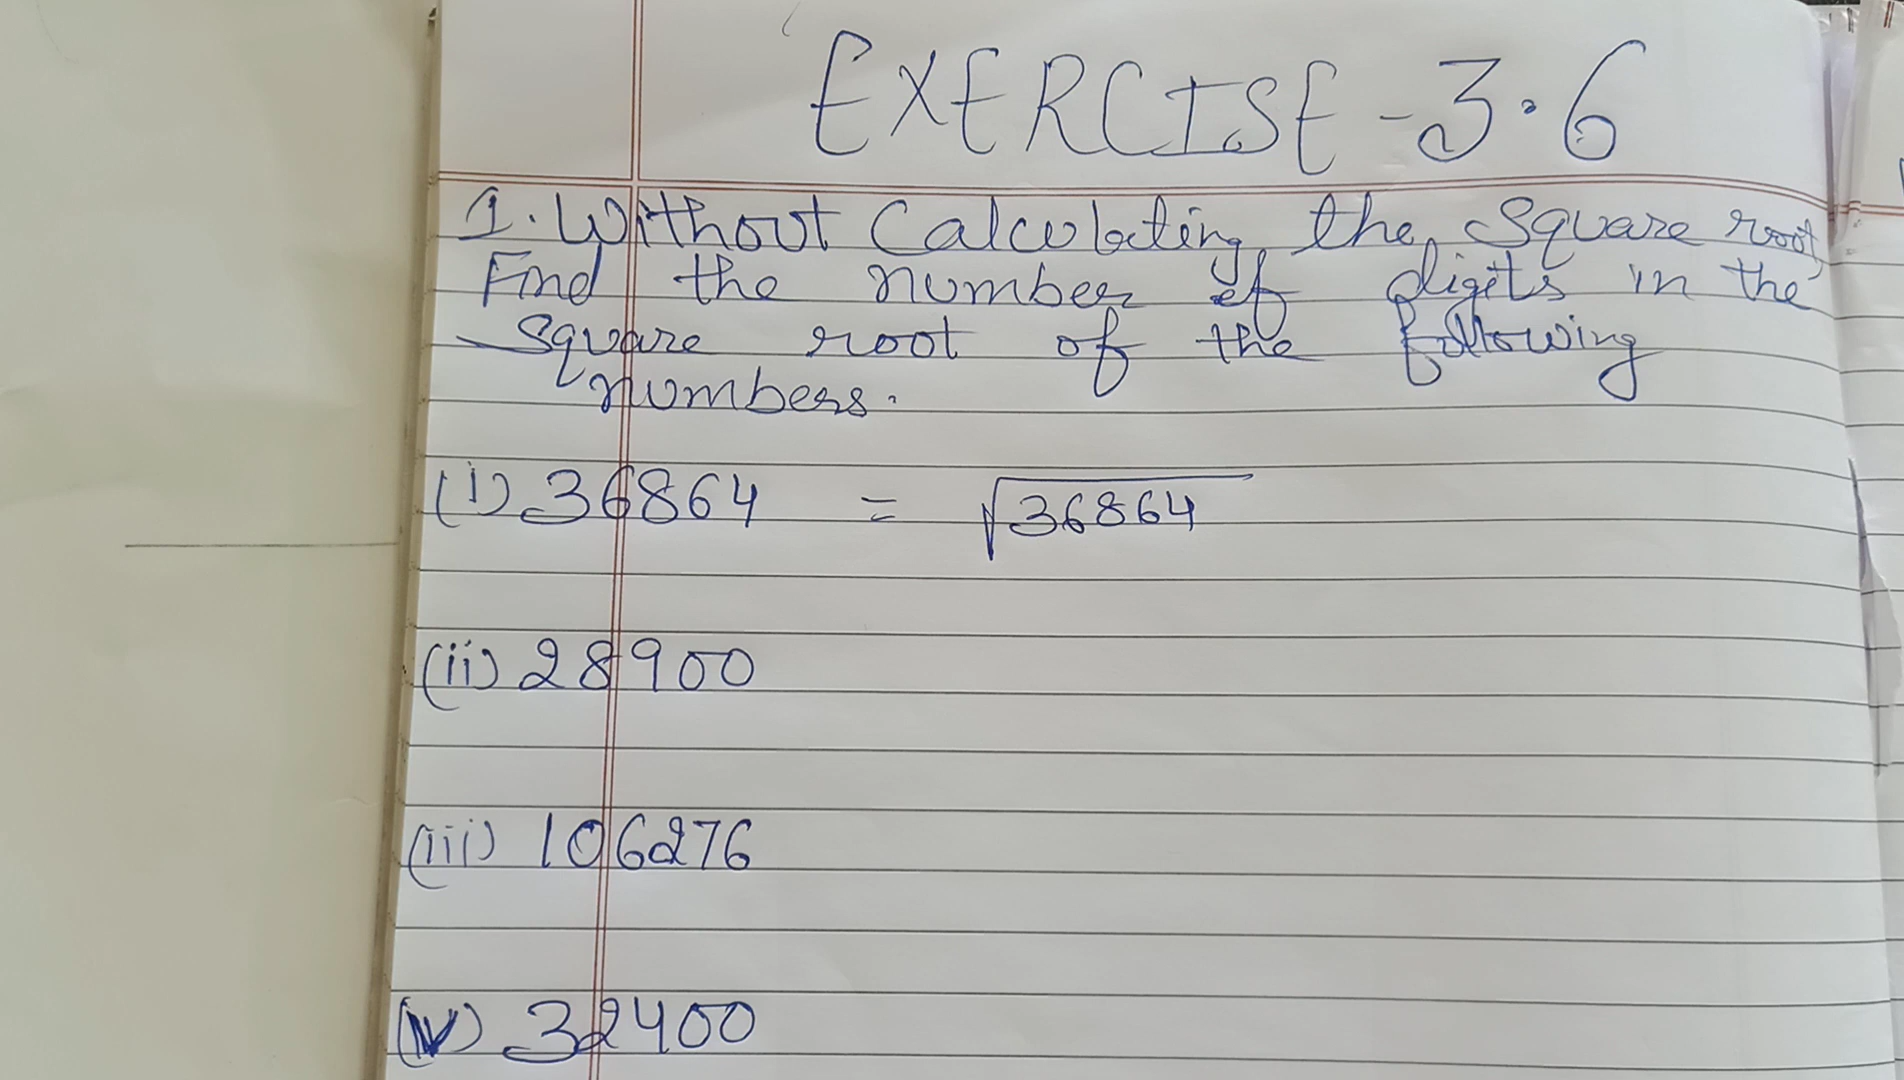 EXERCISE - 3.6
1. Without Calculating the Square root,
Find the number of digits in the
square root of the following
numbers.
(i) 36864 = √36864
(ii) 28900
(iii) 106276
(iv) 32400